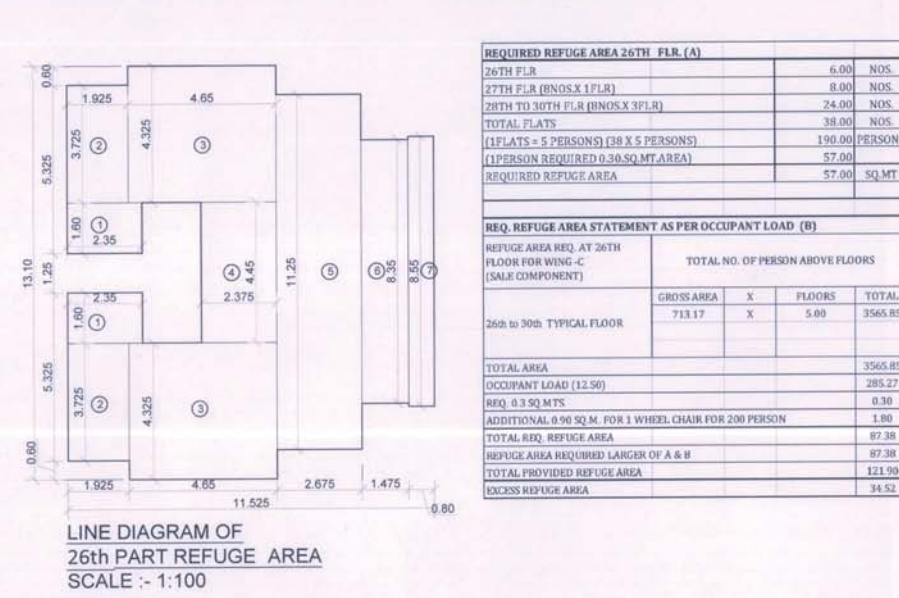 0.60
1.925 4.65
3.725 ② 4.325 ③
5.325
1.60 ①
2.35
13.10 1.25 ④ 4.45 11.25 ⑤ ⑥ 8.35 8.55 ⑦
2.35 2.375
1.60 ①
5.325
3.725 ② 4.325 ③
0.60
1.925 4.65 2.675 1.475
11.525 0.80
LINE DIAGRAM OF
26th PART REFUGE AREA
SCALE :- 1:100
REQUIRED REFUGE AREA 26TH FLR. (A)
26TH FLR 6.00 NOS.
27TH FLR (8NOS.X 1FLR) 8.00 NOS.
28TH TO 30TH FLR (8NOS.X 3FLR) 24.00 NOS.
TOTAL FLATS 38.00 NOS.
(1FLATS = 5 PERSONS) (38 X 5 PERSONS) 190.00 PERSON
(1PERSON REQUIRED 0.30.SQ.MT.AREA) 57.00
REQUIRED REFUGE AREA 57.00 SQ.MT
REQ. REFUGE AREA STATEMENT AS PER OCCUPANT LOAD (B)
REFUGE AREA REQ. AT 26TH
FLOOR FOR WING -C
(SALE COMPONENT)
TOTAL NO. OF PERSON ABOVE FLOORS
GROSS AREA X FLOORS TOTAL
26th to 30th TYPICAL FLOOR 713.17 X 5.00 3565.85
TOTAL AREA 3565.85
OCCUPANT LOAD (12.50) 285.27
REQ. 0.3 SQ.MTS 0.30
ADDITIONAL 0.90 SQ.M. FOR 1 WHEEL CHAIR FOR 200 PERSON 1.80
TOTAL REQ. REFUGE AREA 87.38
REFUGE AREA REQUIRED LARGER OF A & B 87.38
TOTAL PROVIDED REFUGE AREA 121.90
EXCESS REFUGE AREA 34.52